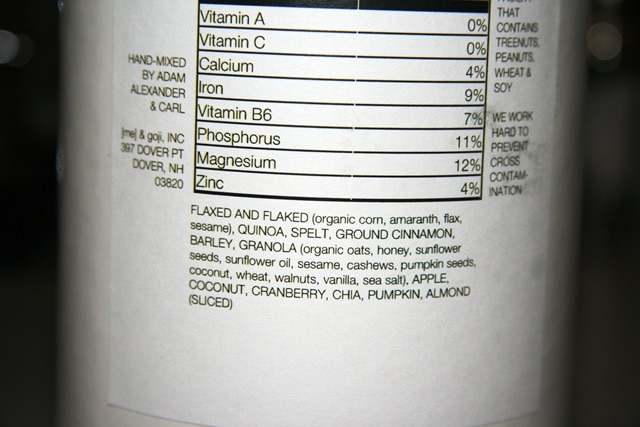 HAND-MIXED
BY ADAM
ALEXANDER
& CARL
[me] & goji, INC
397 DOVER PT
DOVER, NH
03820
Vitamin A 0%
Vitamin C 0%
Calcium 4%
Iron 9%
Vitamin B6 7%
Phosphorus 11%
Magnesium 12%
Zinc 4%
THAT
CONTAINS
TREENUTS,
PEANUTS,
WHEAT &
SOY
WE WORK
HARD TO
PREVENT
CROSS
CONTAM-
INATION
FLAXED AND FLAKED (organic corn, amaranth, flax,
sesame), QUINOA, SPELT, GROUND CINNAMON,
BARLEY, GRANOLA (organic oats, honey, sunflower
seeds, sunflower oil, sesame, cashews, pumpkin seeds,
coconut, wheat, walnuts, vanilla, sea salt), APPLE,
COCONUT, CRANBERRY, CHIA, PUMPKIN, ALMOND
(SLICED)